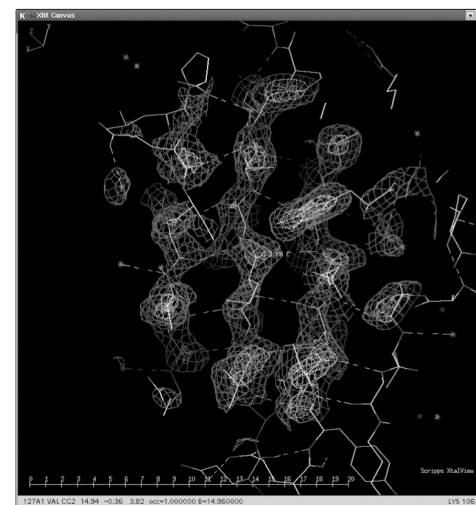 Xfit Canvas
Scripps XtalView
0 1 2 3 4 5 6 7 8 9 10 11 12 13 14 15 16 17 18 19 20
127A1 VAL CG2 14.94 -0.36 3.82 occ=1.000000 B=14.960000 LYS 106